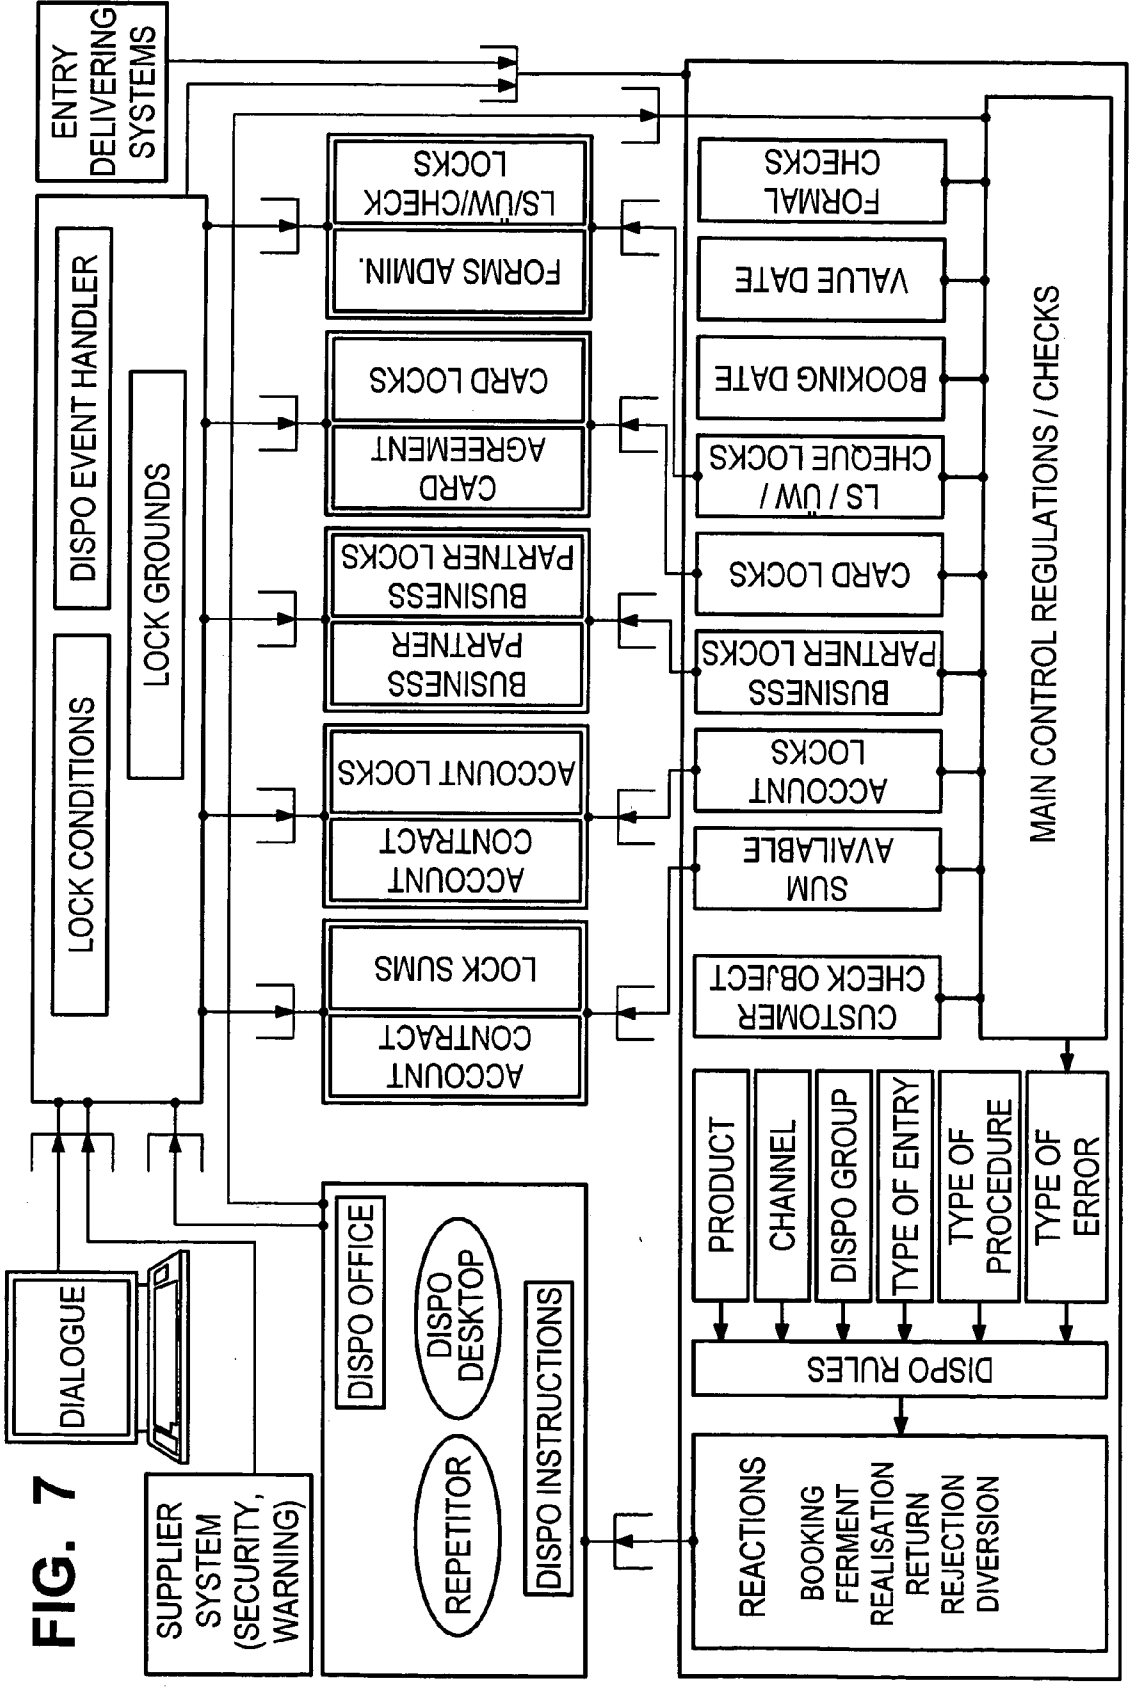 FIG. 7
DIALOGUE
SUPPLIER
SYSTEM
(SECURITY,
WARNING)
LOCK CONDITIONS
DISPO EVENT HANDLER
LOCK GROUNDS
ENTRY
DELIVERING
SYSTEMS
DISPO OFFICE
REPETITOR
DISPO
DESKTOP
DISPO INSTRUCTIONS
ACCOUNT
CONTRACT
LOCK SUMS
ACCOUNT
CONTRACT
ACCOUNT LOCKS
BUSINESS
PARTNER
BUSINESS
PARTNER LOCKS
CARD
AGREEMENT
CARD LOCKS
FORMS ADMIN.
LS/ÜW/CHECK
LOCKS
REACTIONS
BOOKING
FERMENT
REALISATION
RETURN
REJECTION
DIVERSION
DISPO RULES
PRODUCT
CHANNEL
DISPO GROUP
TYPE OF ENTRY
TYPE OF
PROCEDURE
TYPE OF
ERROR
CUSTOMER
CHECK OBJECT
SUM
AVAILABLE
ACCOUNT
LOCKS
BUSINESS
PARTNER LOCKS
CARD LOCKS
LS / ÜW /
CHEQUE LOCKS
BOOKING DATE
VALUE DATE
FORMAL
CHECKS
MAIN CONTROL REGULATIONS / CHECKS